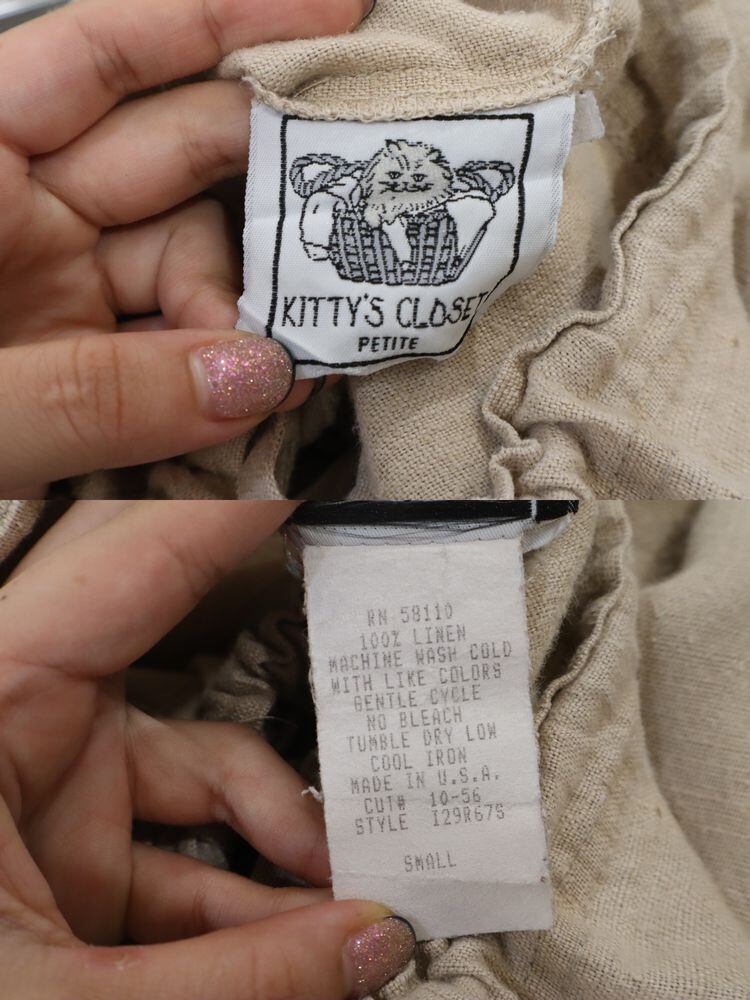 KITTY'S CLOSET
PETITE
RN 58110
100% LINEN
MACHINE WASH COLD
WITH LIKE COLORS
GENTLE CYCLE
NO BLEACH
TUMBLE DRY LOW
COOL IRON
MADE IN U.S.A.
CUT# 10-56
STYLE I29R67S
SMALL